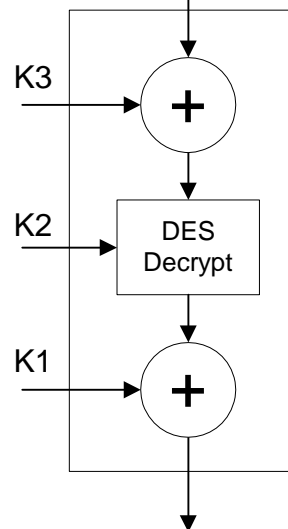 K3
+
K2
DES
Decrypt
K1
+